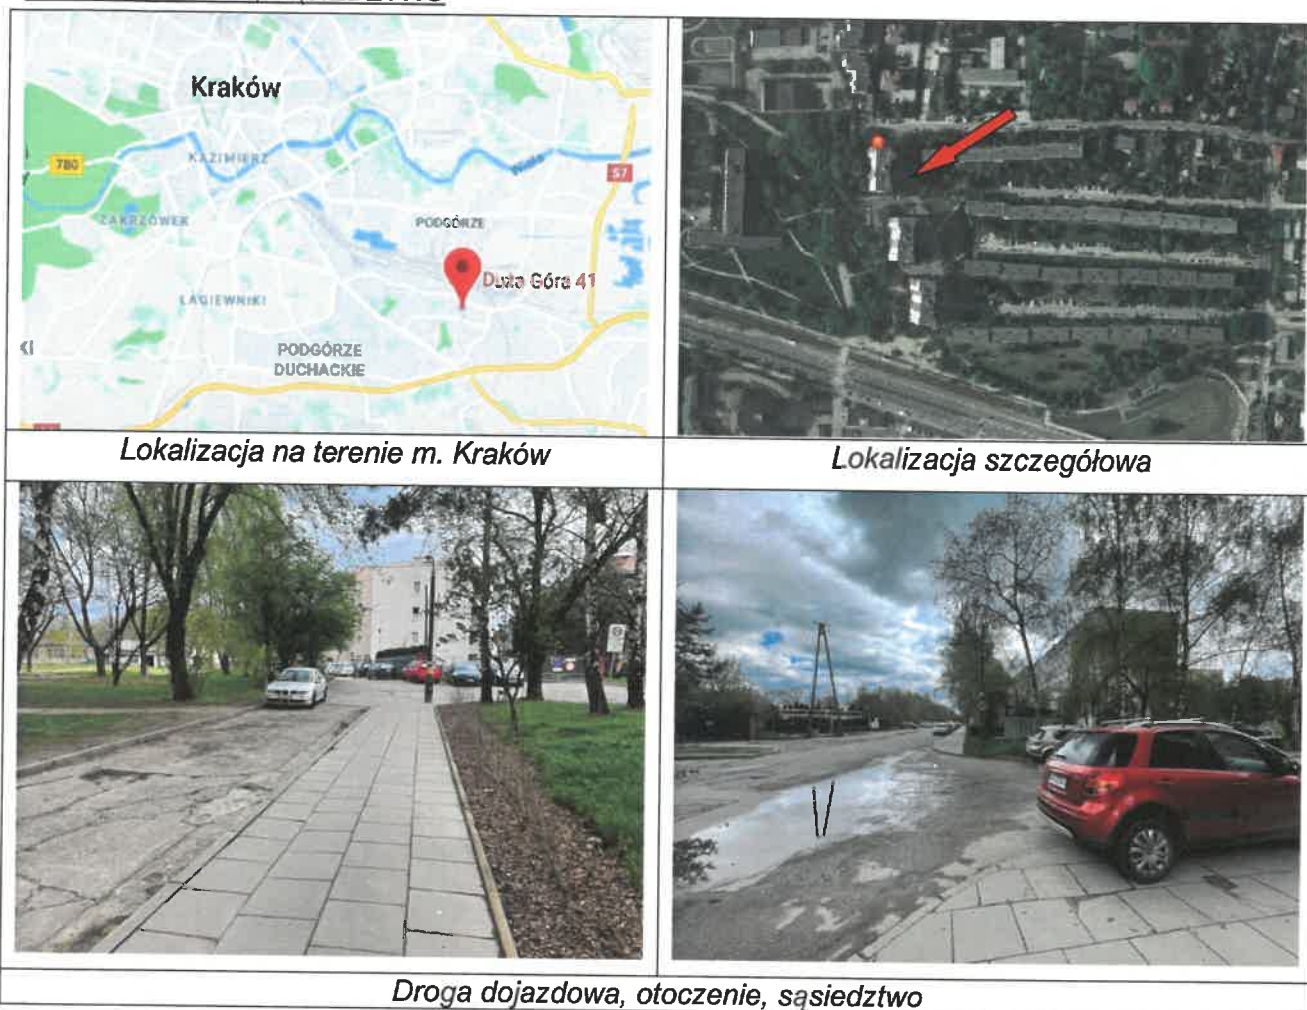 Kraków
780
KAZIMIERZ
Wisła
S7
ZAKRZÓWEK
PODGÓRZE
Duża Góra 41
ŁAGIEWNIKI
KI
PODGÓRZE
DUCHACKIE
Lokalizacja na terenie m. Kraków
Lokalizacja szczegółowa
Droga dojazdowa, otoczenie, sąsiedztwo